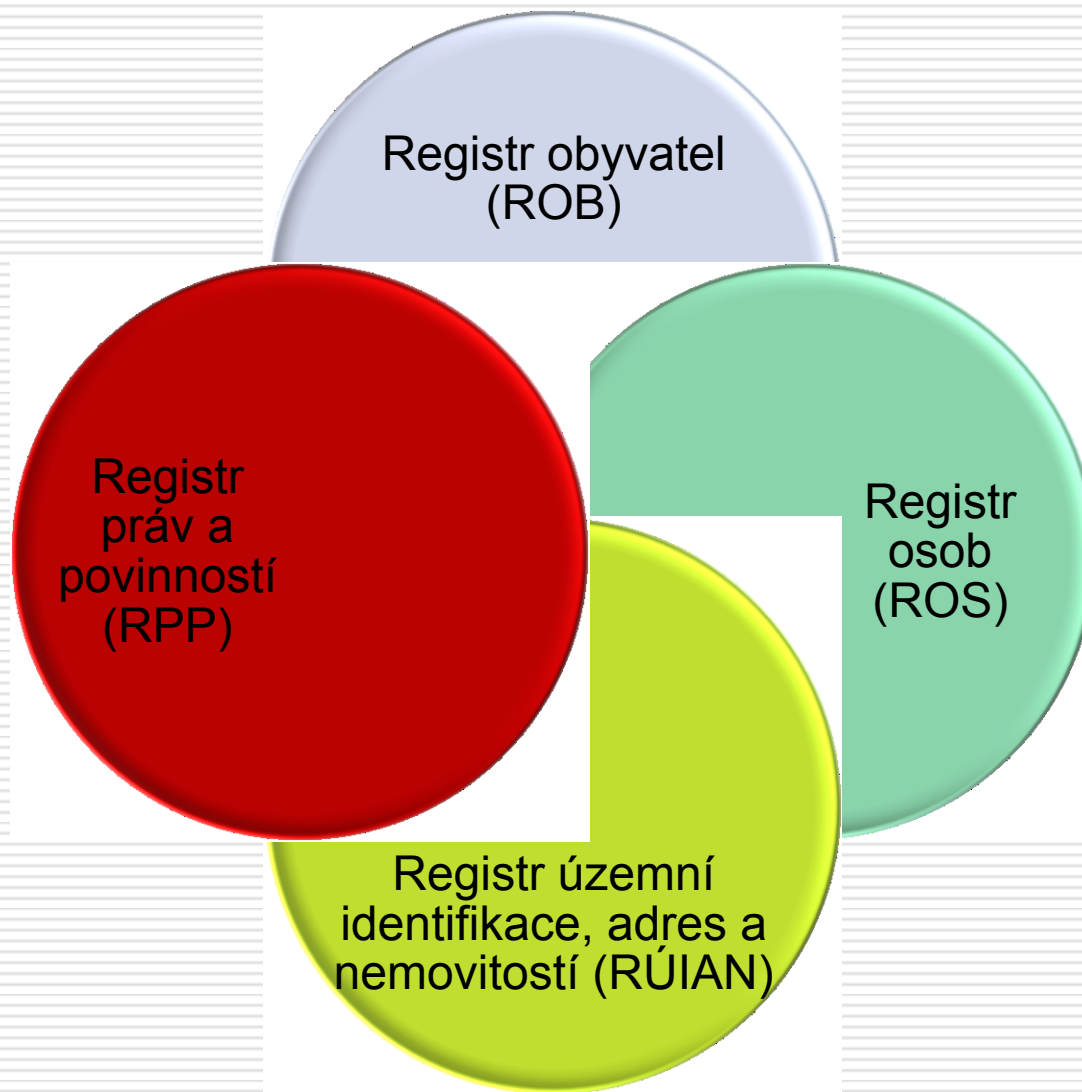 Registr obyvatel
(ROB)
Registr
práv a
povinností
(RPP)
Registr
osob
(ROS)
Registr územní
identifikace, adres a
nemovitostí (RÚIAN)